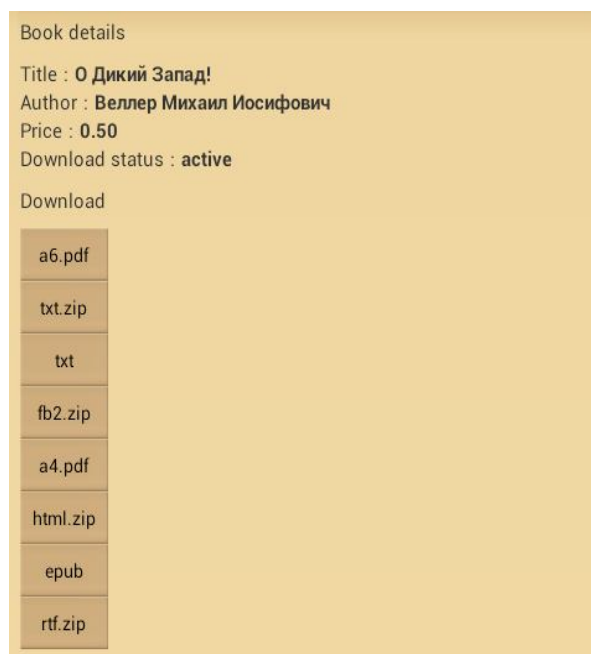 Book details
Title : О Дикий Запад!
Author : Веллер Михаил Иосифович
Price : 0.50
Download status : active
Download
a6.pdf
txt.zip
txt
fb2.zip
a4.pdf
html.zip
epub
rtf.zip